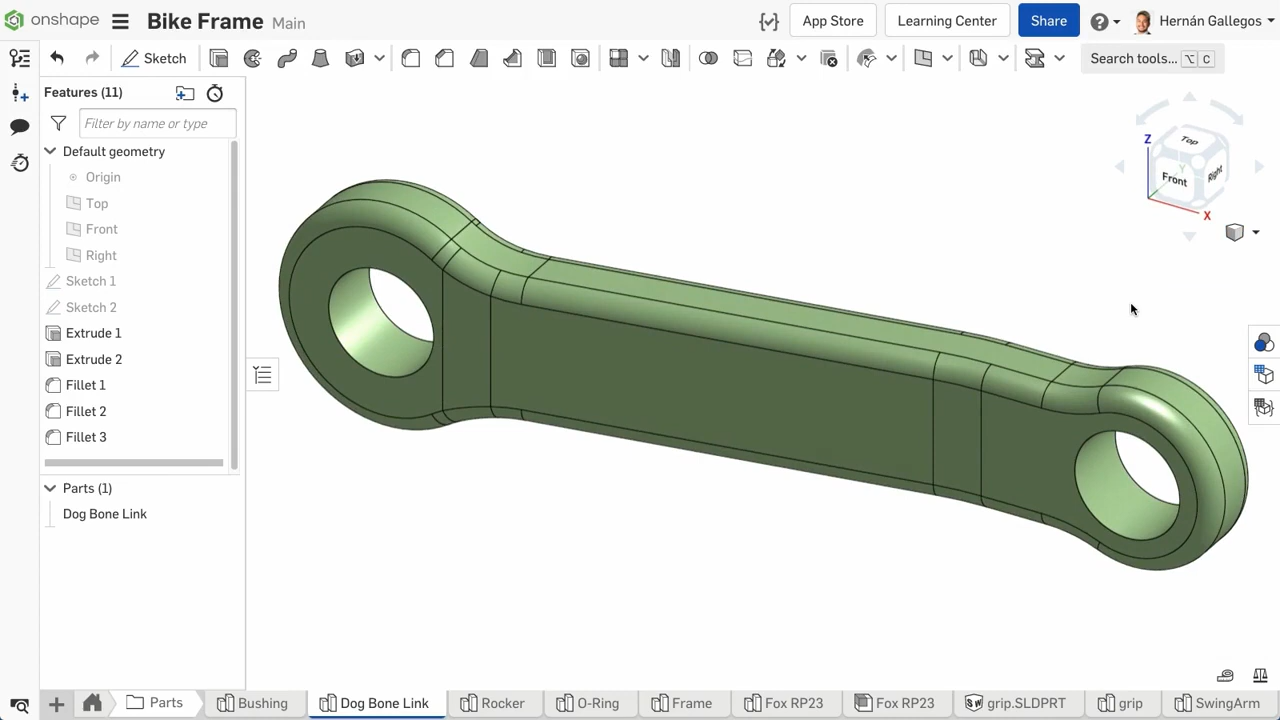 onshape
Bike Frame Main
App Store
Learning Center
Share
Hernán Gallegos
Sketch
Search tools... ⌥ C
Features (11)
Filter by name or type
Default geometry
Origin
Top
Front
Right
Sketch 1
Sketch 2
Extrude 1
Extrude 2
Fillet 1
Fillet 2
Fillet 3
Parts (1)
Dog Bone Link
Z
Top
Y
Front
Right
X
Parts
Bushing
Dog Bone Link
Rocker
O-Ring
Frame
Fox RP23
Fox RP23
grip.SLDPRT
grip
SwingArm